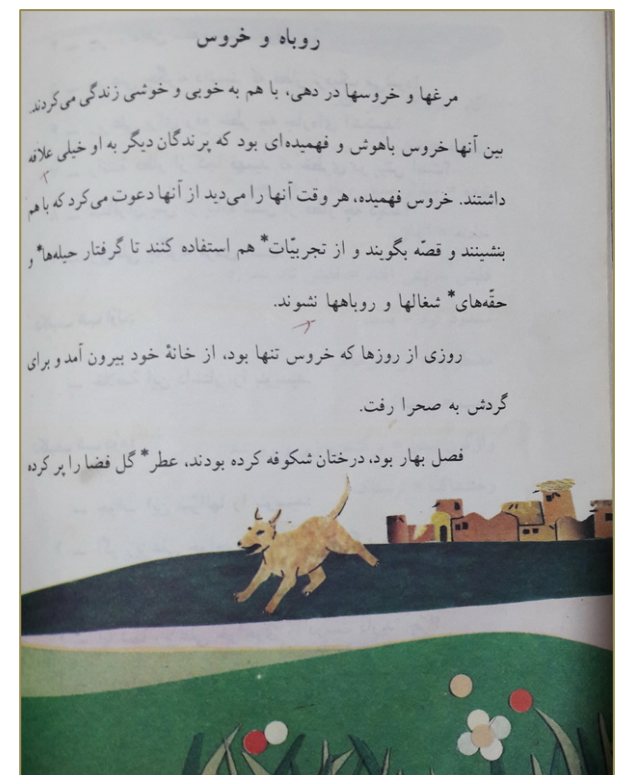 روباه و خروس
مرغها و خروسها در دهی، با هم به خوبی و خوشی زندگی می‌کردند.
بین آنها خروس باهوش و فهمیده‌ای بود که پرندگان دیگر به او خیلی علاقه
داشتند. خروس فهمیده، هر وقت آنها را می‌دید از آنها دعوت می‌کرد که با هم
بنشینند و قصّه بگویند و از تجربیّات* هم استفاده کنند تا گرفتار حیله‌ها* و
حقّه‌های* شغالها و روباهها نشوند.
روزی از روزها که خروس تنها بود، از خانهٔ خود بیرون آمد و برای
گردش به صحرا رفت.
فصل بهار بود، درختان شکوفه کرده بودند، عطر* گل فضا را پر کرده